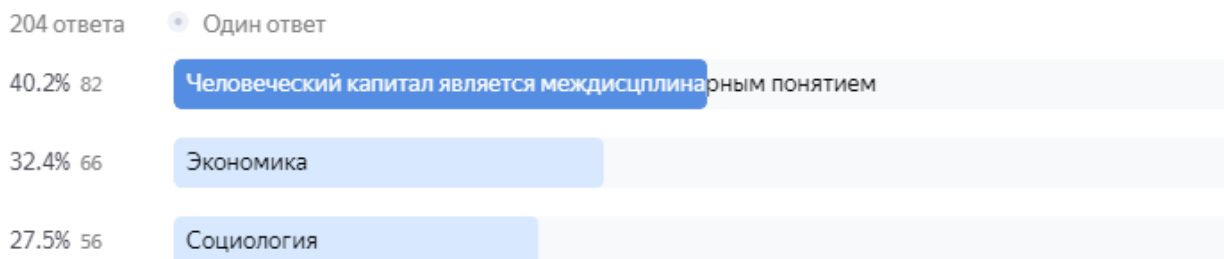 204 ответа Один ответ
40.2% 82 Человеческий капитал является междисцплинарным понятием
32.4% 66 Экономика
27.5% 56 Социология